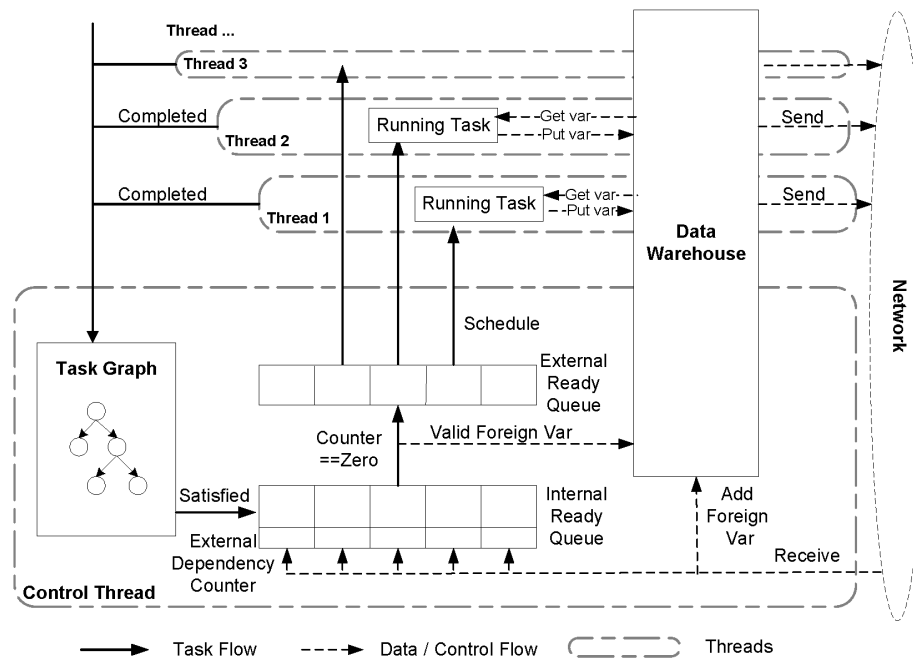 Thread ...
Thread 3
Completed
Thread 2
Running Task
Get var
Put var
Send
Completed
Thread 1
Running Task
Get var
Put var
Send
Data
Warehouse
Network
Schedule
Task Graph
External
Ready
Queue
Counter
==Zero
Valid Foreign Var
Satisfied
Internal
Ready
Queue
Add
Foreign
Var
External
Dependency
Counter
Receive
Control Thread
Task Flow
Data / Control Flow
Threads